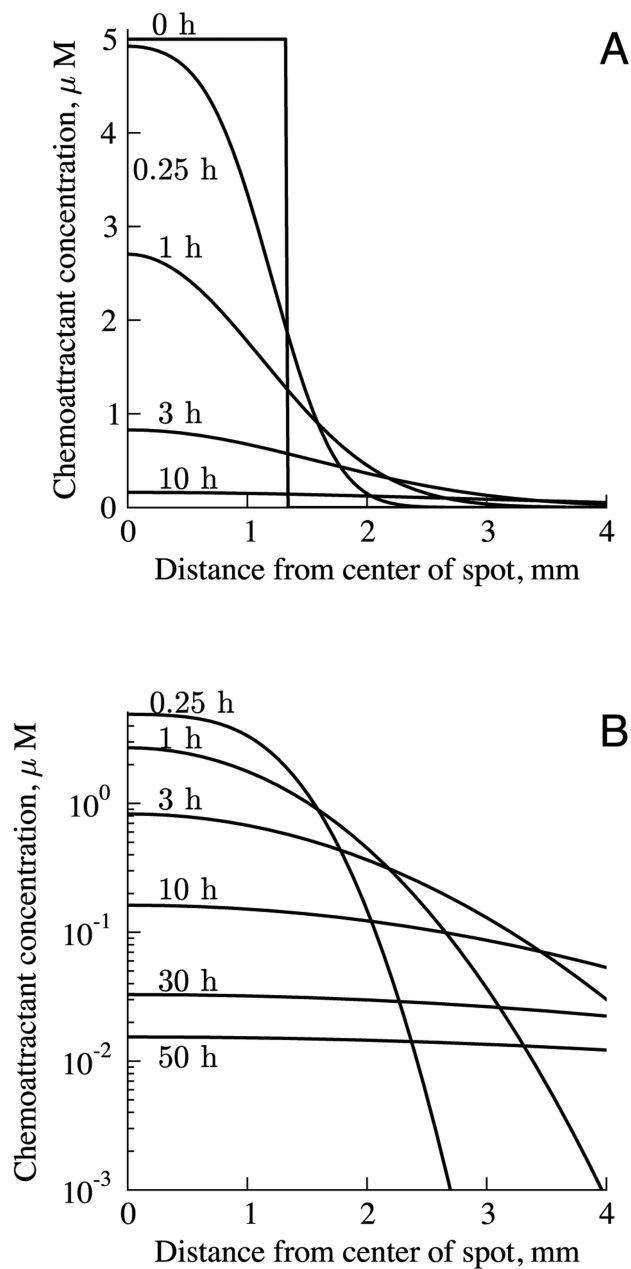 A
0 h
5
4
0.25 h
3
1 h
2
1
3 h
10 h
0
0 1 2 3 4
Chemoattractant concentration, μ M
Distance from center of spot, mm
B
0.25 h
1 h
10⁰
3 h
10 h
10⁻¹
30 h
10⁻²
50 h
10⁻³
0 1 2 3 4
Chemoattractant concentration, μ M
Distance from center of spot, mm